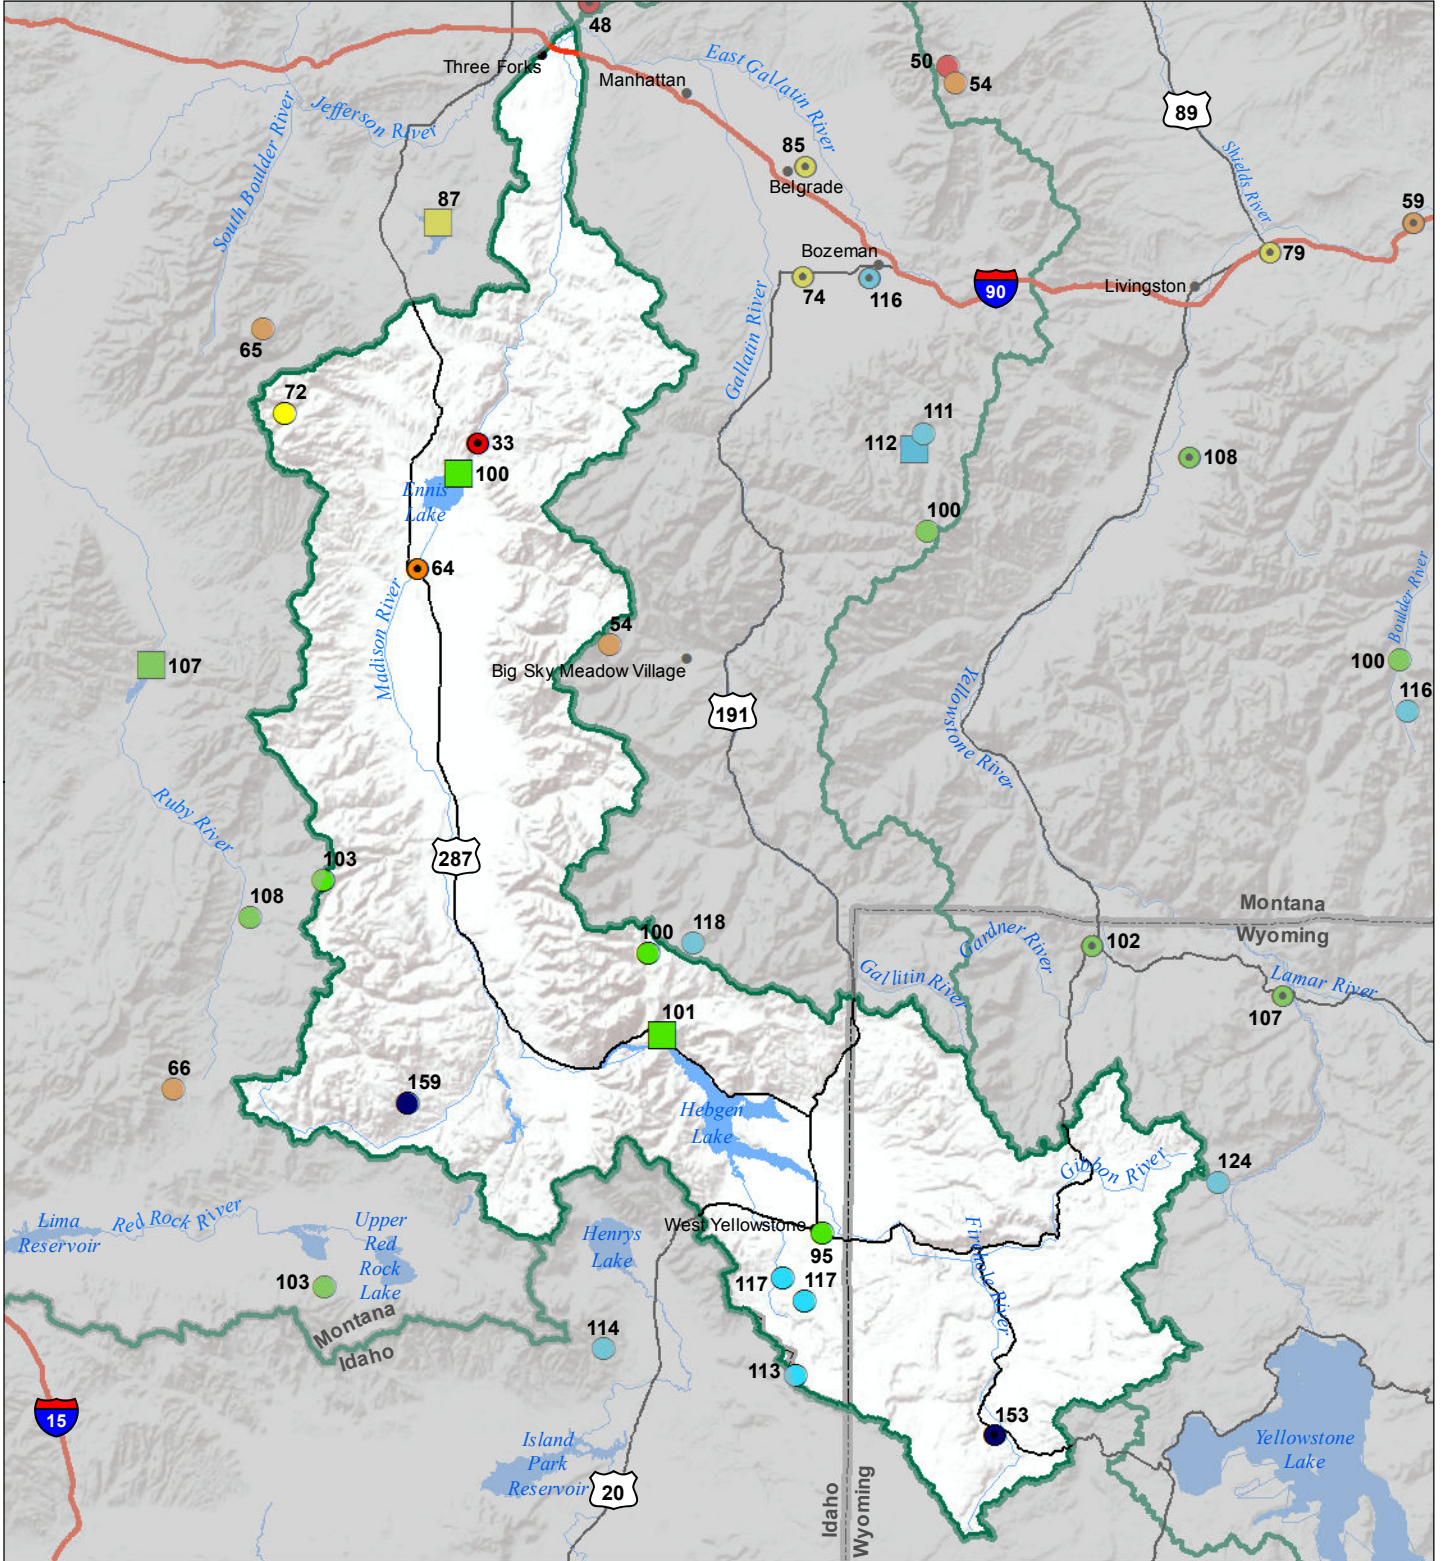 48
Three Forks
Manhattan
East Gallatin River
50
54
89
Jefferson River
South Boulder River
85
Belgrade
Shields River
87
59
Bozeman
79
74
116
90
Livingston
65
Gallatin River
72
111
112
33
100
108
Ennis
Lake
100
64
Madison River
Boulder River
54
Big Sky Meadow Village
107
100
116
191
Yellowstone River
Ruby River
287
103
108
118
100
Montana
Wyoming
Gardner River
102
Gallitin River
Lamar River
107
101
66
159
Hebgen
Lake
Gibbon River
124
Lima
Reservoir
Red Rock River
Upper
Red
Rock
Lake
Henrys
Lake
West Yellowstone
95
Firehole River
103
117
117
Montana
Idaho
114
113
15
153
Island
Park
Reservoir
20
Yellowstone
Lake
Idaho
Wyoming